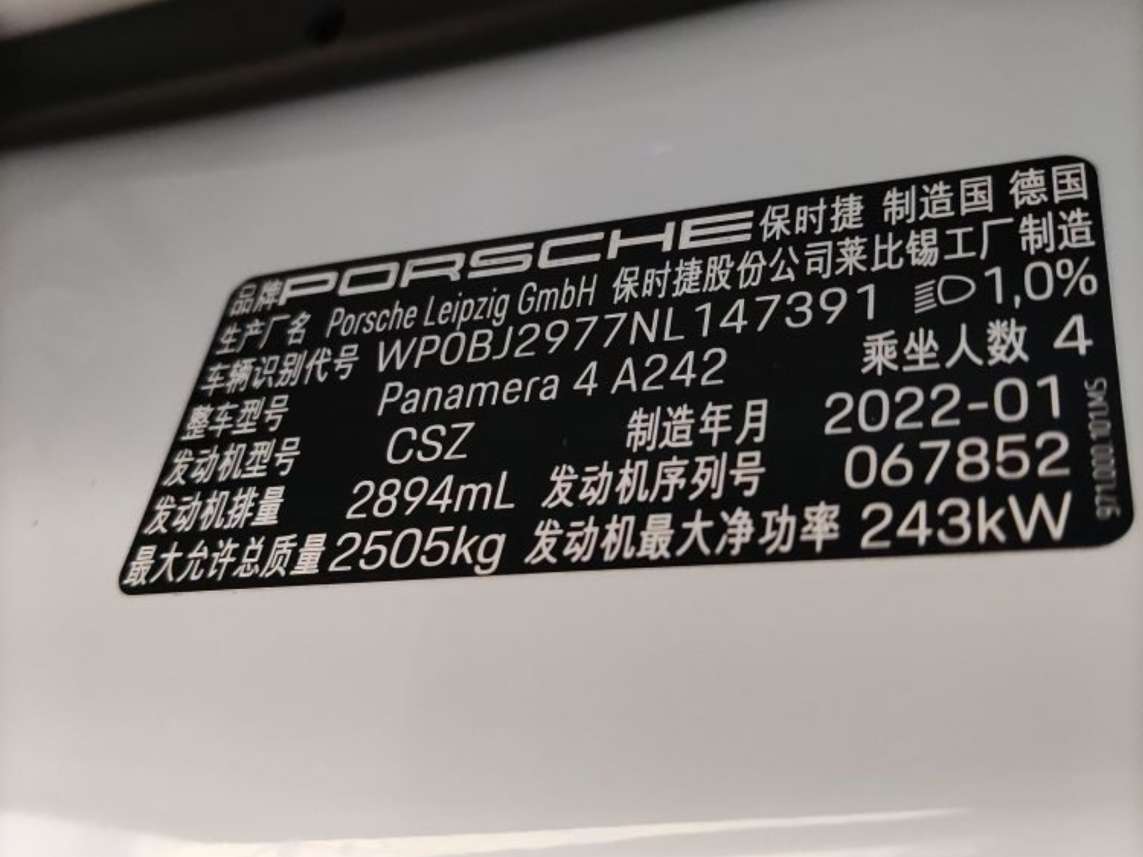 品牌PORSCHE保时捷 制造国 德国
生产厂名 Porsche Leipzig GmbH 保时捷股份公司莱比锡工厂制造
车辆识别代号 WP0BJ2977NL147391 1,0%
整车型号 Panamera 4 A242 乘坐人数 4
发动机型号 CSZ 制造年月 2022-01
发动机排量 2894mL 发动机序列号 067852
最大允许总质量2505kg 发动机最大净功率 243kW